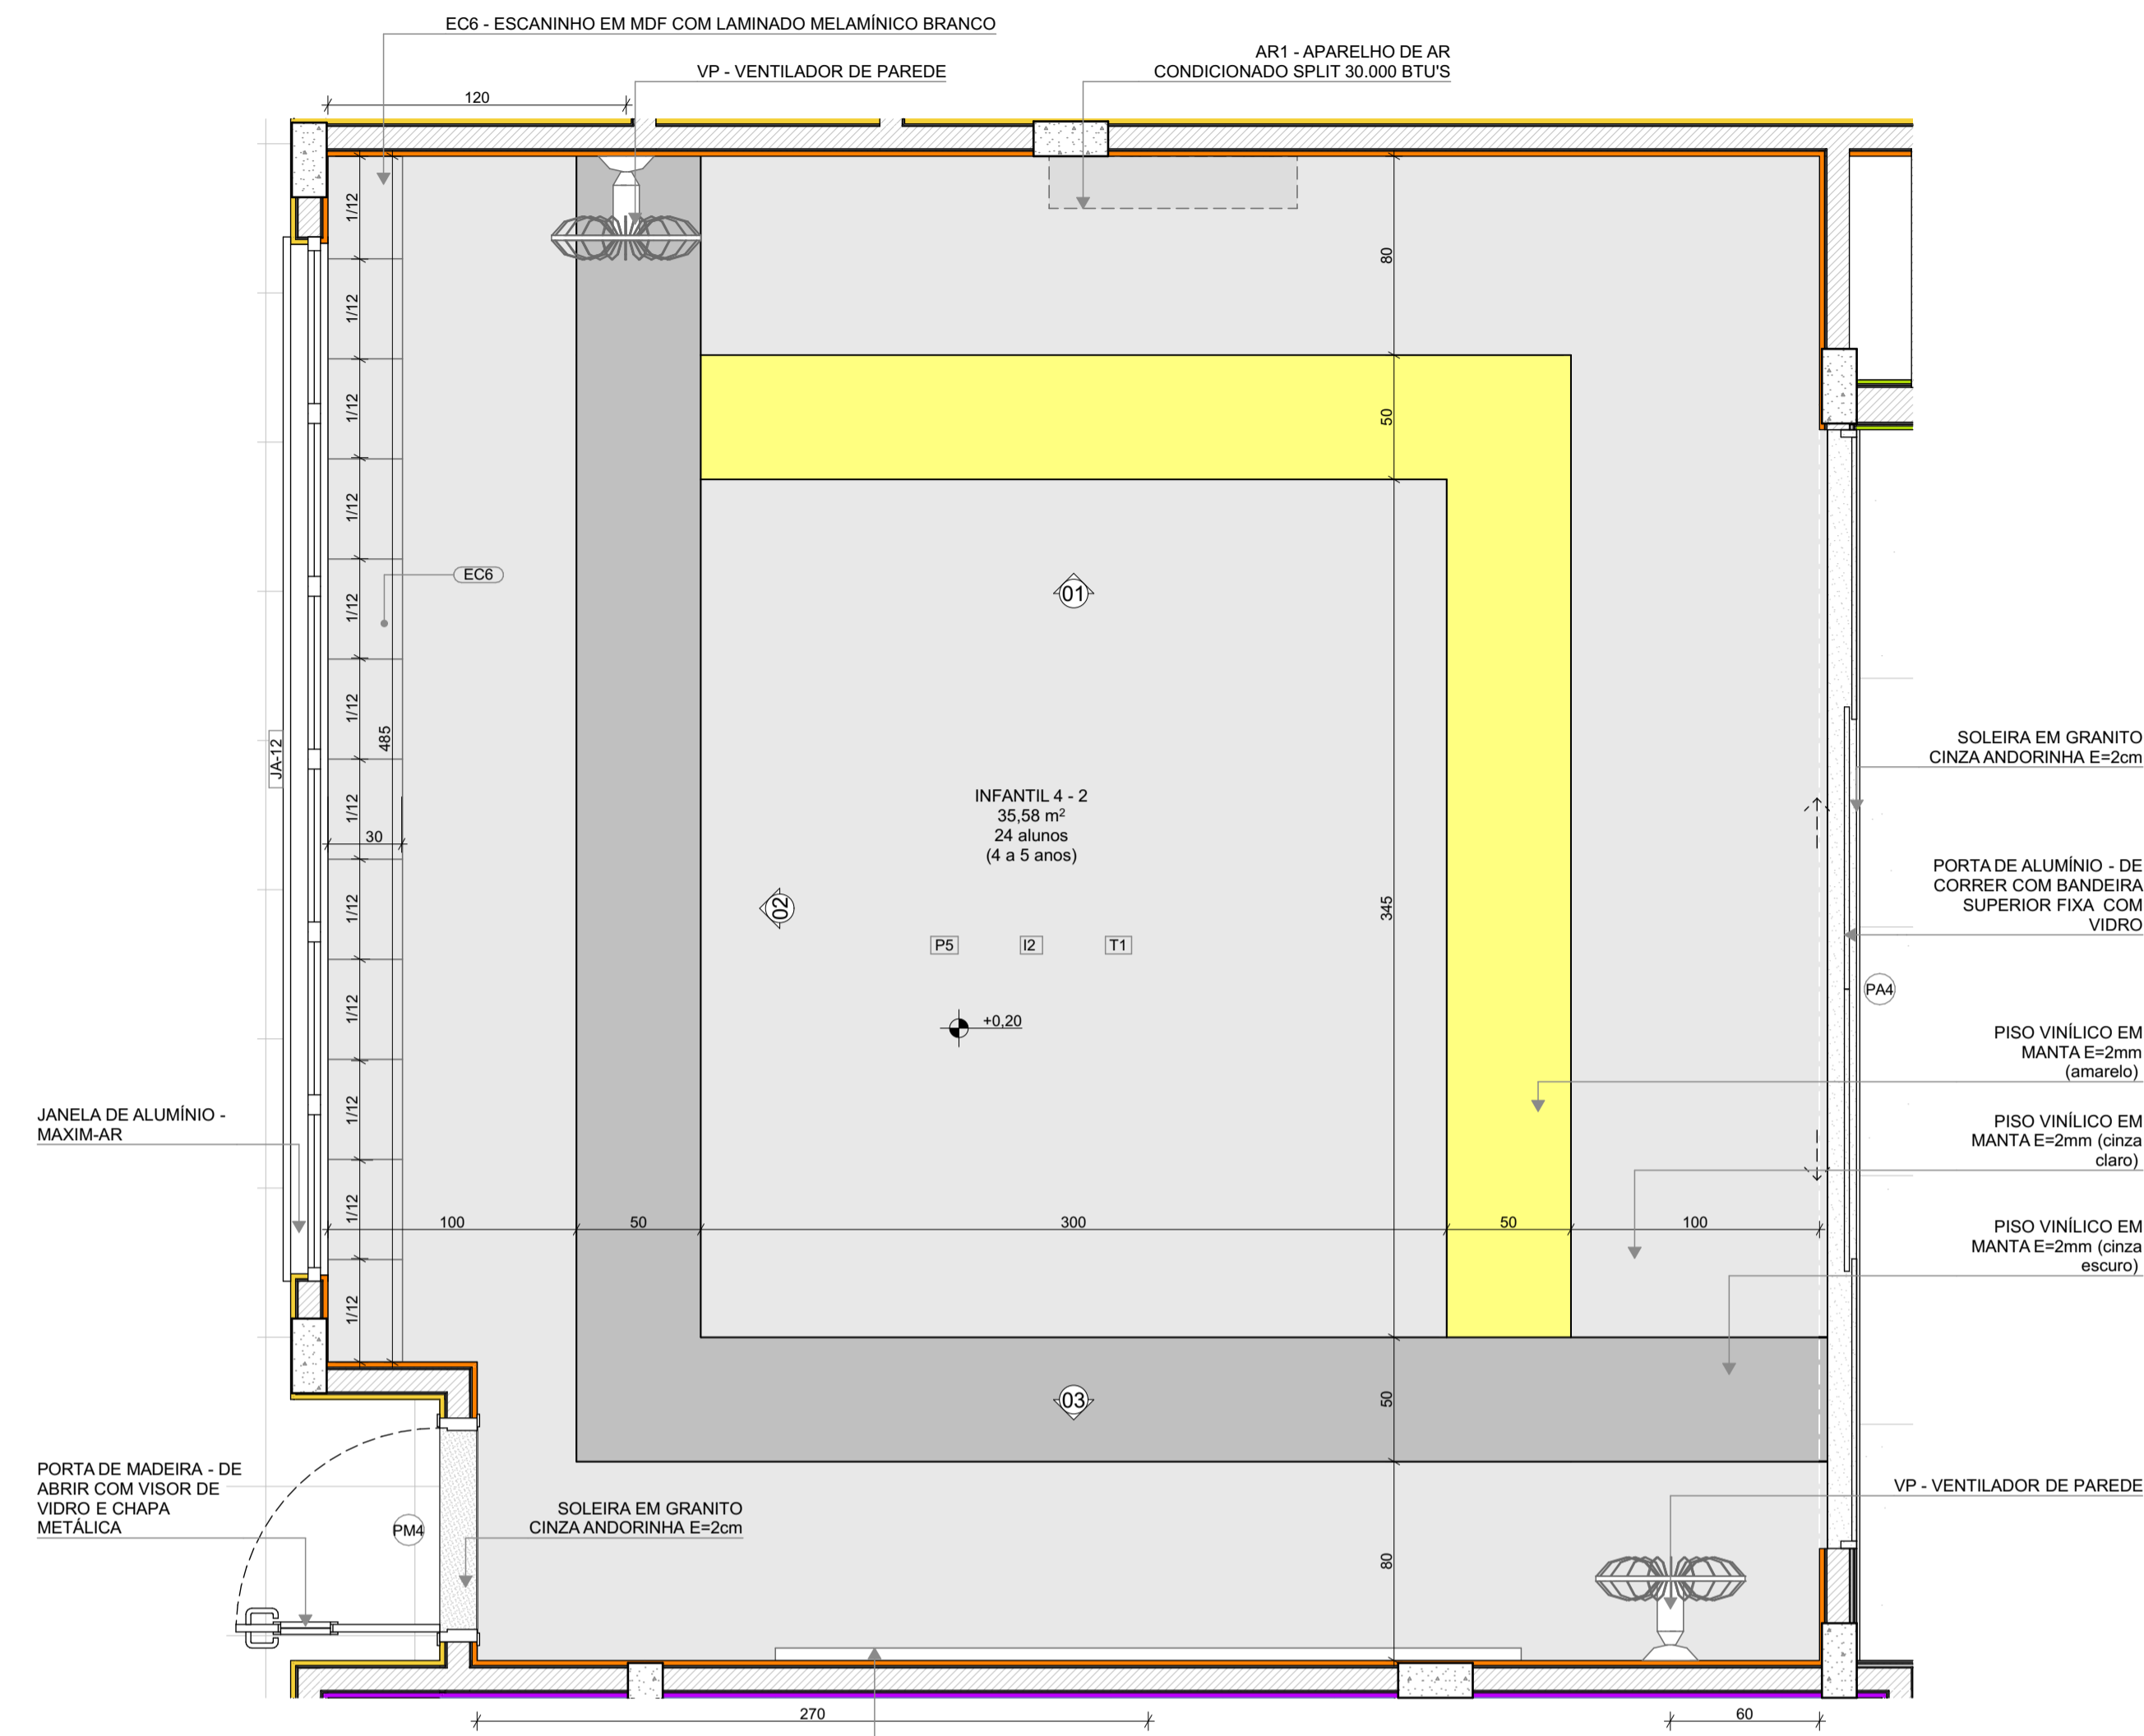 EC6 - ESCANINHO EM MDF COM LAMINADO MELAMÍNICO BRANCO
AR1 - APARELHO DE AR
CONDICIONADO SPLIT 30.000 BTU'S
VP - VENTILADOR DE PAREDE
120
1/12
1/12
1/12
1/12
1/12
1/12
1/12
1/12
1/12
1/12
1/12
1/12
80
50
EC6
01
JA-12
485
30
INFANTIL 4 - 2
35,58 m²
24 alunos
(4 a 5 anos)
02
345
P5
I2
T1
+0,20
SOLEIRA EM GRANITO
CINZA ANDORINHA E=2cm
PORTA DE ALUMÍNIO - DE
CORRER COM BANDEIRA
SUPERIOR FIXA COM
VIDRO
PA4
PISO VINÍLICO EM
MANTA E=2mm
(amarelo)
JANELA DE ALUMÍNIO -
MAXIM-AR
PISO VINÍLICO EM
MANTA E=2mm (cinza
claro)
100
50
300
50
100
PISO VINÍLICO EM
MANTA E=2mm (cinza
escuro)
03
50
PORTA DE MADEIRA - DE
ABRIR COM VISOR DE
VIDRO E CHAPA
METÁLICA
PM4
SOLEIRA EM GRANITO
CINZA ANDORINHA E=2cm
80
VP - VENTILADOR DE PAREDE
270
60